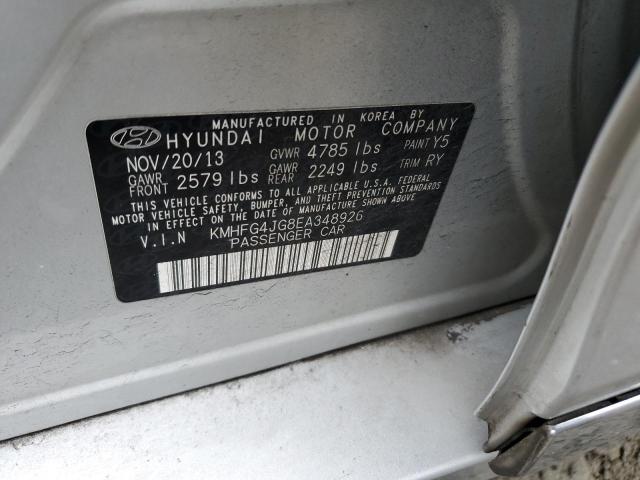 MANUFACTURED IN KOREA BY
HYUNDAI MOTOR COMPANY
NOV/20/13 GVWR 4785 lbs PAINT Y5
GAWR FRONT 2579 lbs GAWR REAR 2249 lbs TRIM RY
THIS VEHICLE CONFORMS TO ALL APPLICABLE U.S.A. FEDERAL
MOTOR VEHICLE SAFETY, BUMPER, AND THEFT PREVENTION STANDARDS
IN EFFECT ON THE DATE OF MANUFACTURE SHOWN ABOVE.
V.I.N KMHFG4JG8EA348926
PASSENGER CAR